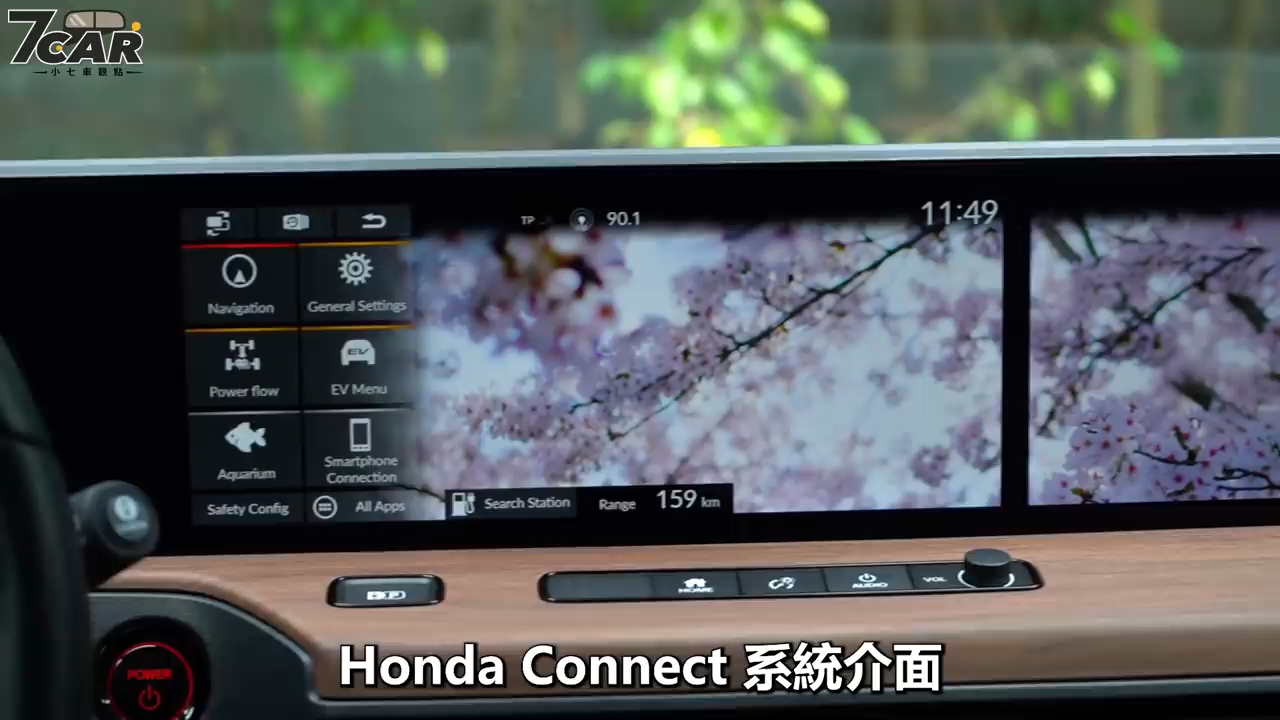 7CAR
小七車觀點
TP
90.1
11:49
Navigation
General Settings
Power flow
EV
EV Menu
Aquarium
Smartphone
Connection
Safety Config
All Apps
Search Station
Range 159 km
HOME
AUDIO
VOL
POWER
Honda Connect 系統介面